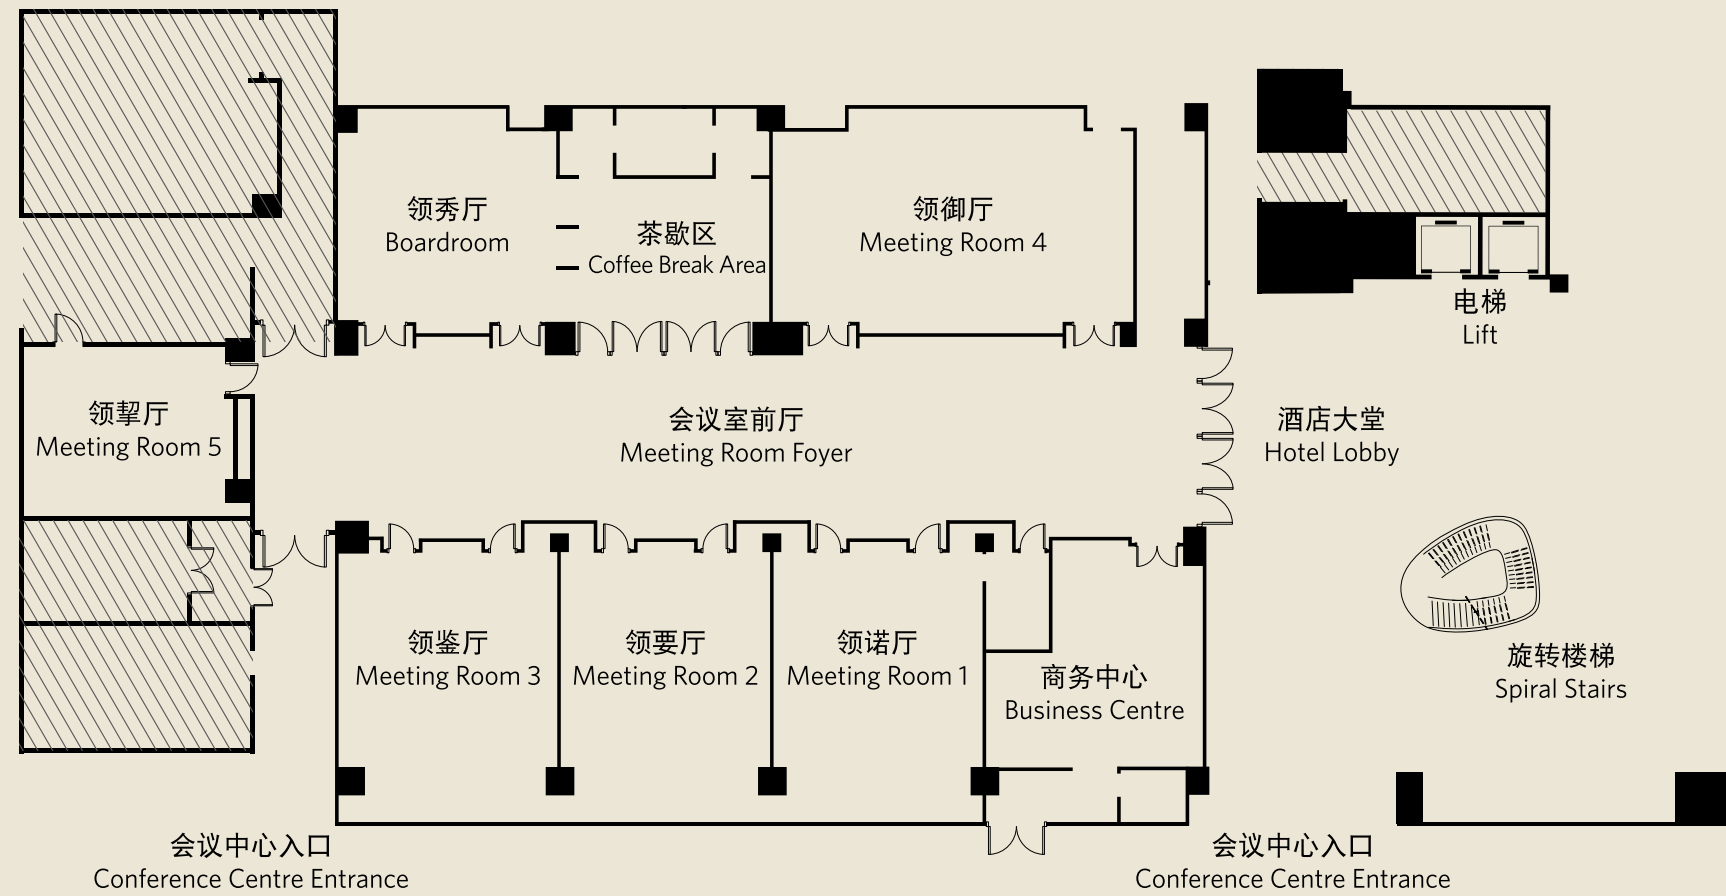 领秀厅
Boardroom
茶歇区
Coffee Break Area
领御厅
Meeting Room 4
电梯
Lift
领挈厅
Meeting Room 5
会议室前厅
Meeting Room Foyer
酒店大堂
Hotel Lobby
领鉴厅
Meeting Room 3
领要厅
Meeting Room 2
领诺厅
Meeting Room 1
商务中心
Business Centre
旋转楼梯
Spiral Stairs
会议中心入口
Conference Centre Entrance
会议中心入口
Conference Centre Entrance